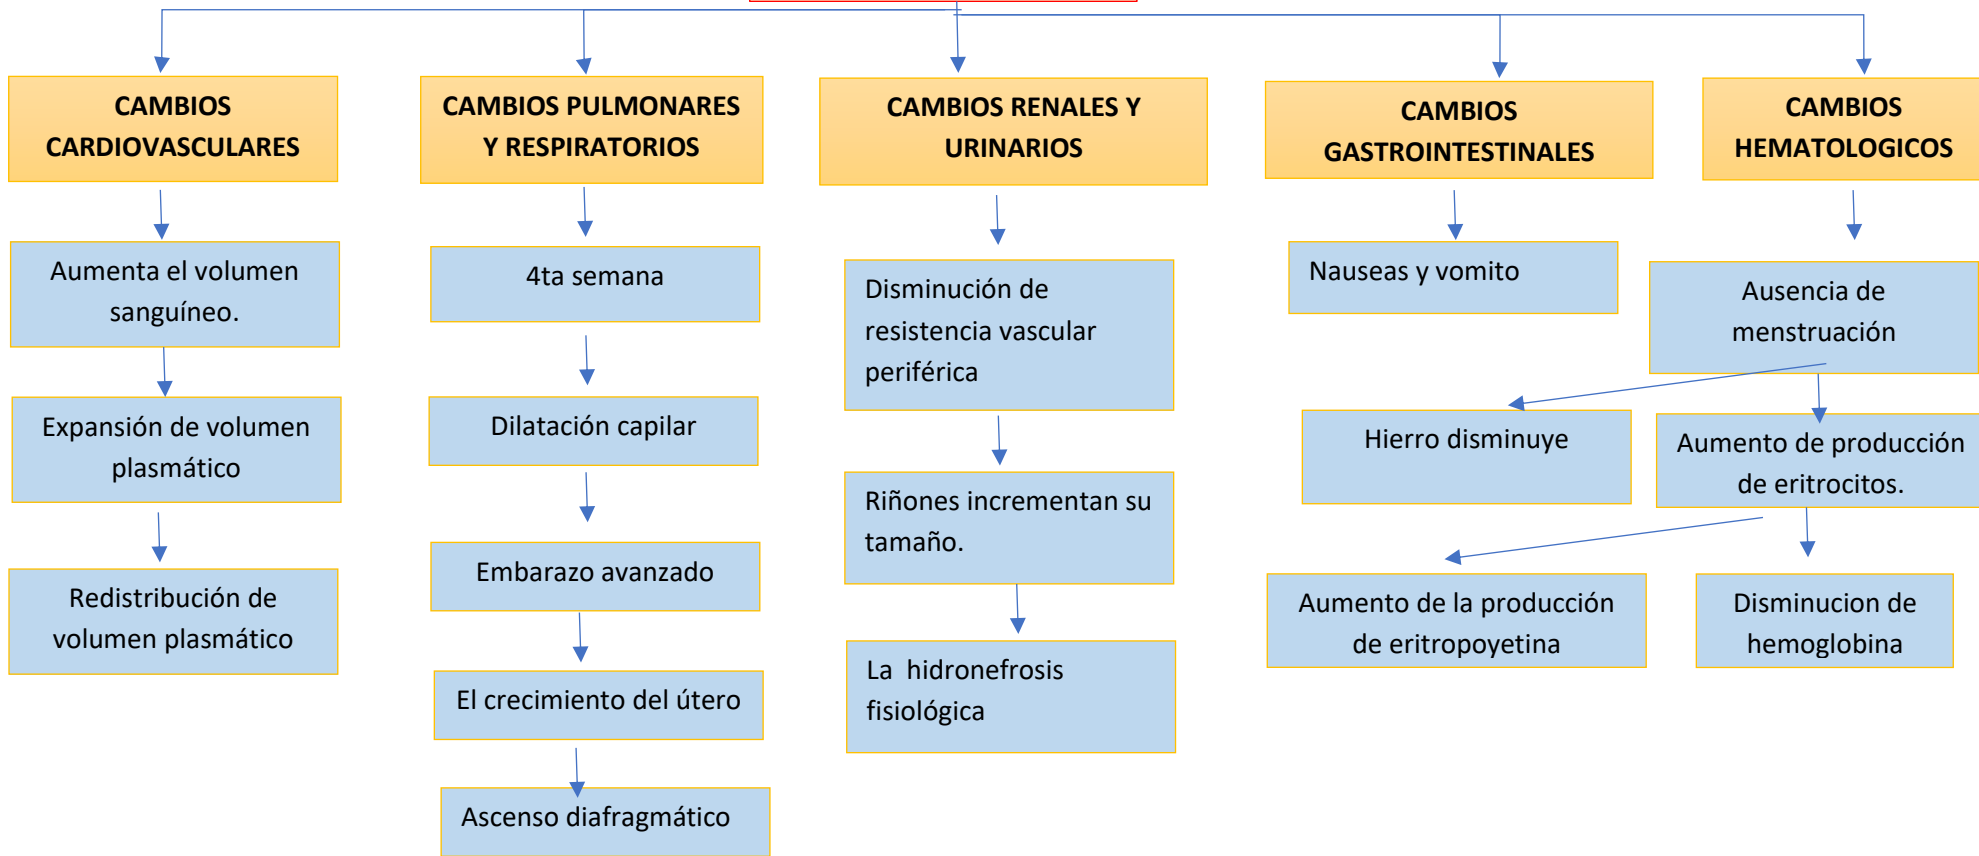 CAMBIOS
CARDIOVASCULARES
Aumenta el volumen
sanguíneo.
Expansión de volumen
plasmático
Redistribución de
volumen plasmático
CAMBIOS PULMONARES
Y RESPIRATORIOS
4ta semana
Dilatación capilar
Embarazo avanzado
El crecimiento del útero
Ascenso diafragmático
CAMBIOS RENALES Y
URINARIOS
Disminución de
resistencia vascular
periférica
Riñones incrementan su
tamaño.
La  hidronefrosis
fisiológica
CAMBIOS
GASTROINTESTINALES
Nauseas y vomito
CAMBIOS
HEMATOLOGICOS
Ausencia de
menstruación
Hierro disminuye
Aumento de producción
de eritrocitos.
Aumento de la producción
de eritropoyetina
Disminucion de
hemoglobina